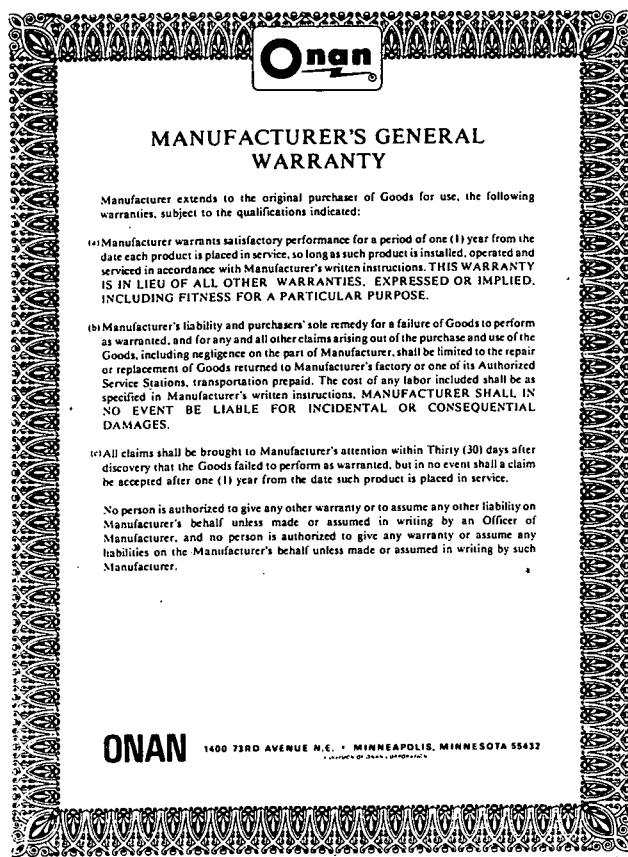 Onan
MANUFACTURER'S GENERAL
WARRANTY
Manufacturer extends to the original purchaser of Goods for use, the following
warranties, subject to the qualifications indicated:
(a) Manufacturer warrants satisfactory performance for a period of one (1) year from the
date each product is placed in service, so long as such product is installed, operated and
serviced in accordance with Manufacturer's written instructions. THIS WARRANTY
IS IN LIEU OF ALL OTHER WARRANTIES, EXPRESSED OR IMPLIED,
INCLUDING FITNESS FOR A PARTICULAR PURPOSE.
(b) Manufacturer's liability and purchasers' sole remedy for a failure of Goods to perform
as warranted, and for any and all other claims arising out of the purchase and use of the
Goods, including negligence on the part of Manufacturer, shall be limited to the repair
or replacement of Goods returned to Manufacturer's factory or one of its Authorized
Service Stations, transportation prepaid. The cost of any labor included shall be as
specified in Manufacturer's written instructions. MANUFACTURER SHALL IN
NO EVENT BE LIABLE FOR INCIDENTAL OR CONSEQUENTIAL
DAMAGES.
(c) All claims shall be brought to Manufacturer's attention within Thirty (30) days after
discovery that the Goods failed to perform as warranted, but in no event shall a claim
be accepted after one (1) year from the date such product is placed in service.
No person is authorized to give any other warranty or to assume any other liability on
Manufacturer's behalf unless made or assumed in writing by an Officer of
Manufacturer, and no person is authorized to give any warranty or assume any
liabilities on the Manufacturer's behalf unless made or assumed in writing by such
Manufacturer.
ONAN 1400 73RD AVENUE N.E. • MINNEAPOLIS, MINNESOTA 55432
A DIVISION OF ONAN CORPORATION